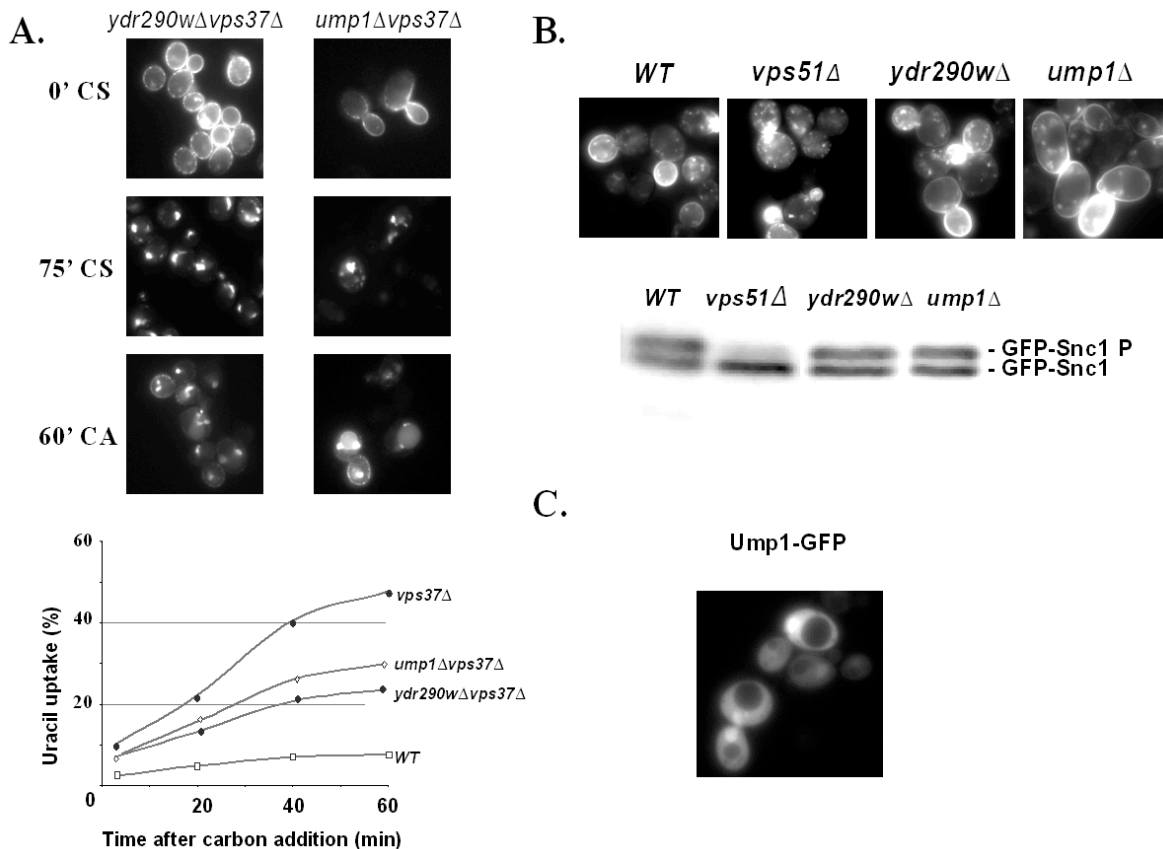 A.
ydr290wΔvps37Δ ump1Δvps37Δ
0' CS
75' CS
60' CA
60
40
20
0
20 40 60
Uracil uptake (%)
Time after carbon addition (min)
vps37Δ
ump1Δvps37Δ
ydr290wΔvps37Δ
WT
B.
WT vps51Δ ydr290wΔ ump1Δ
WT vps51Δ ydr290wΔ ump1Δ
- GFP-Snc1 P
- GFP-Snc1
C.
Ump1-GFP